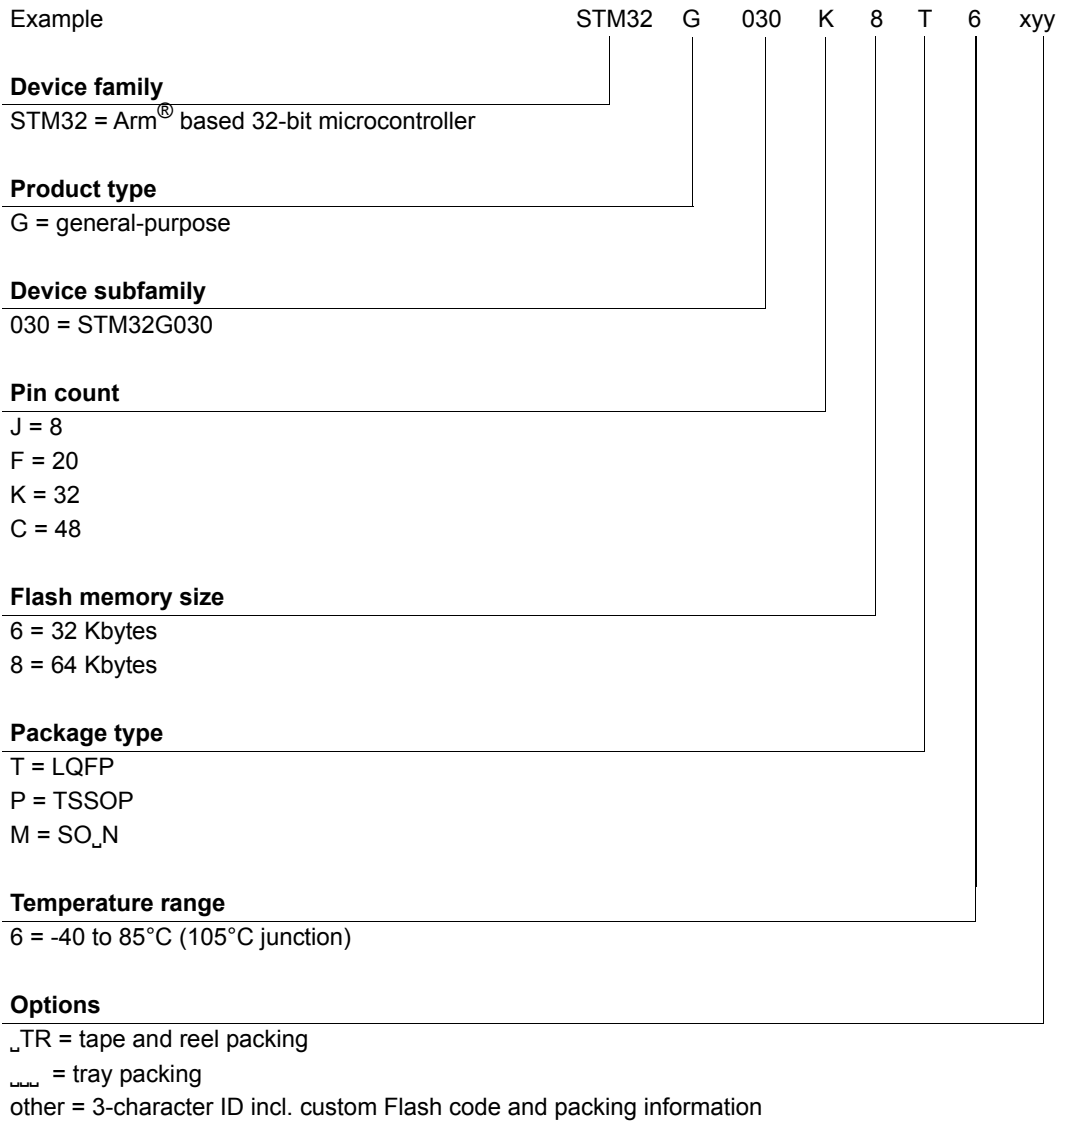 Example STM32 G 030 K 8 T 6 xyy
Device family
STM32 = Arm® based 32-bit microcontroller
Product type
G = general-purpose
Device subfamily
030 = STM32G030
Pin count
J = 8
F = 20
K = 32
C = 48
Flash memory size
6 = 32 Kbytes
8 = 64 Kbytes
Package type
T = LQFP
P = TSSOP
M = SO␣N
Temperature range
6 = -40 to 85°C (105°C junction)
Options
␣TR = tape and reel packing
␣␣␣ = tray packing
other = 3-character ID incl. custom Flash code and packing information